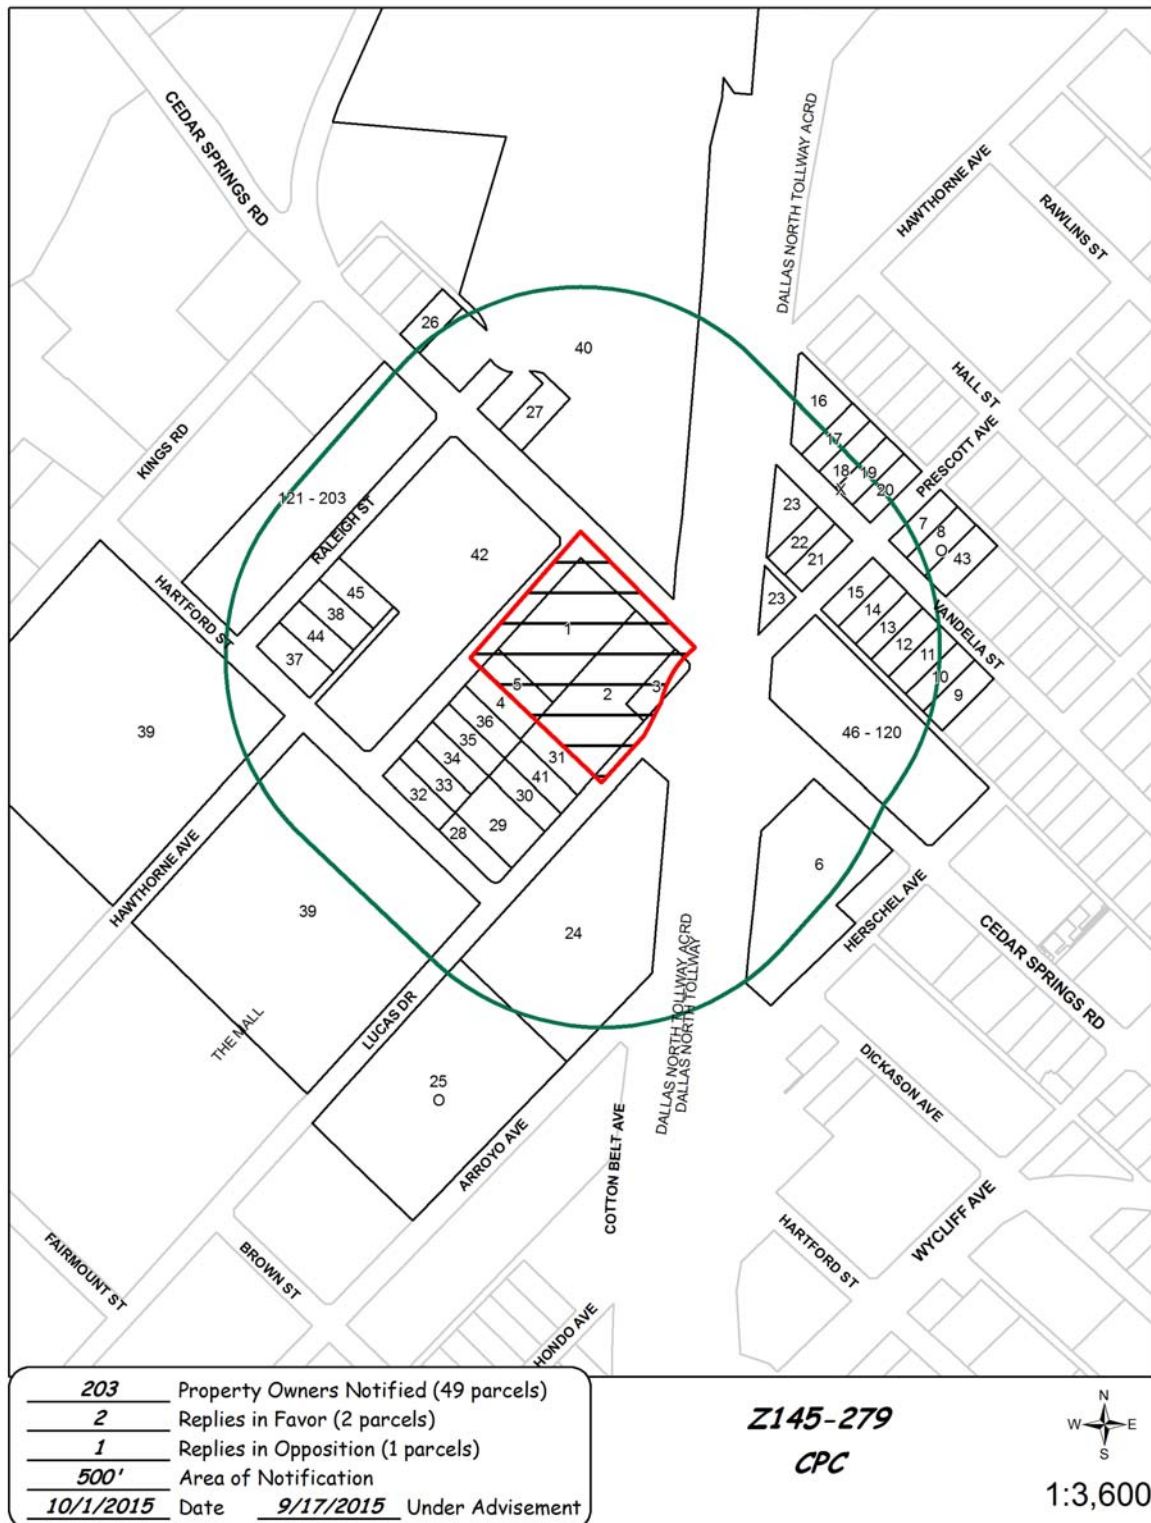 CEDAR SPRINGS RD
DALLAS NORTH TOLLWAY ACRD
HAWTHORNE AVE
RAWLINS ST
26
40
HALL ST
16
27
17
PRESCOTT AVE
KINGS RD
18
X
19
20
121 - 203
RALEIGH ST
23
7
8
O
43
22
21
42
HARTFORD ST
45
38
44
37
23
15
14
13
12
11
10
9
VANDELIA ST
1
5
4
2
3
36
35
34
33
32
31
41
30
29
28
39
46 - 120
6
HAWTHORNE AVE
39
24
HERSCHEL AVE
CEDAR SPRINGS RD
DALLAS NORTH TOLLWAY ACRD
DALLAS NORTH TOLLWAY
LUCAS DR
THE MALL
DICKASON AVE
25
O
ARROYO AVE
COTTON BELT AVE
WYCLIFF AVE
HARTFORD ST
FAIRMOUNT ST
BROWN ST
HONDO AVE
203 Property Owners Notified (49 parcels)
2 Replies in Favor (2 parcels)
1 Replies in Opposition (1 parcels)
500' Area of Notification
10/1/2015 Date 9/17/2015 Under Advisement
Z145-279
CPC
N
W E
S
1:3,600